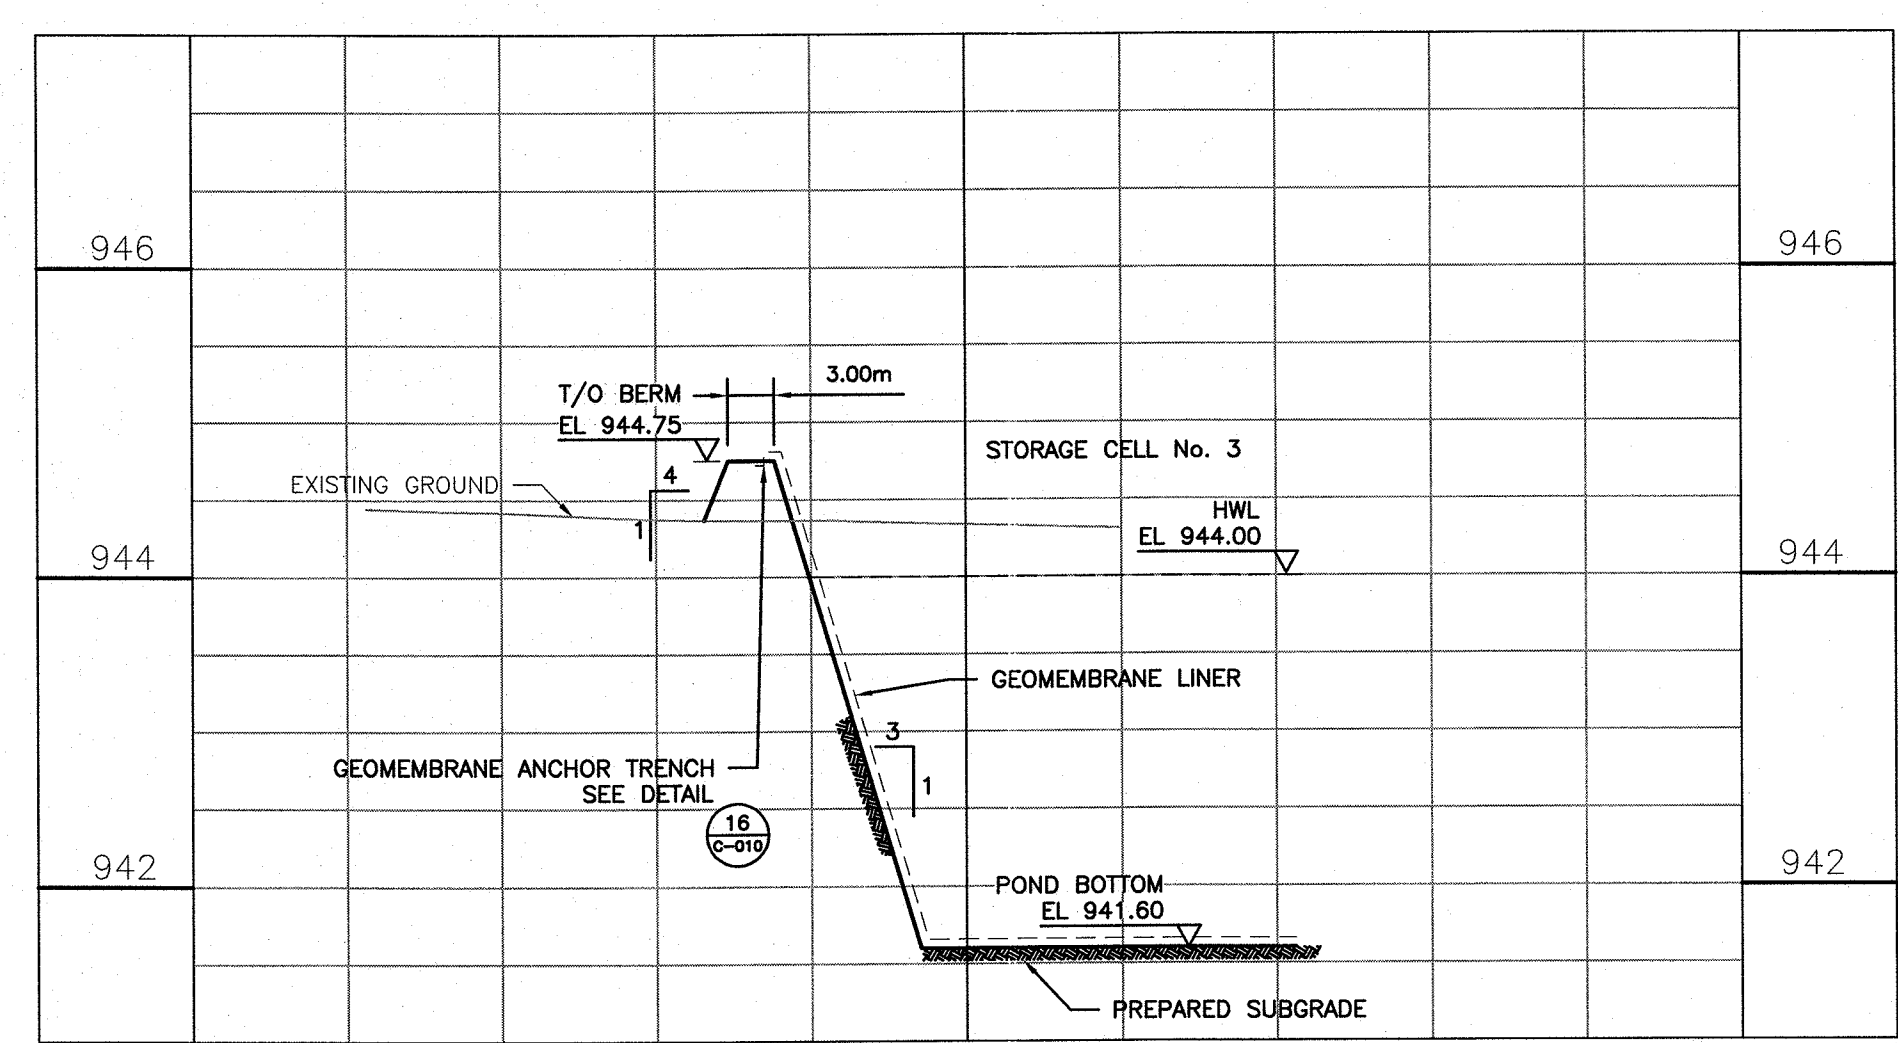 946
946
3.00m
T/O BERM
EL 944.75
STORAGE CELL No. 3
4
EXISTING GROUND
1
HWL
EL 944.00
944
944
GEOMEMBRANE LINER
3
1
GEOMEMBRANE ANCHOR TRENCH
SEE DETAIL
16
C-010
942
942
POND BOTTOM
EL 941.60
PREPARED SUBGRADE